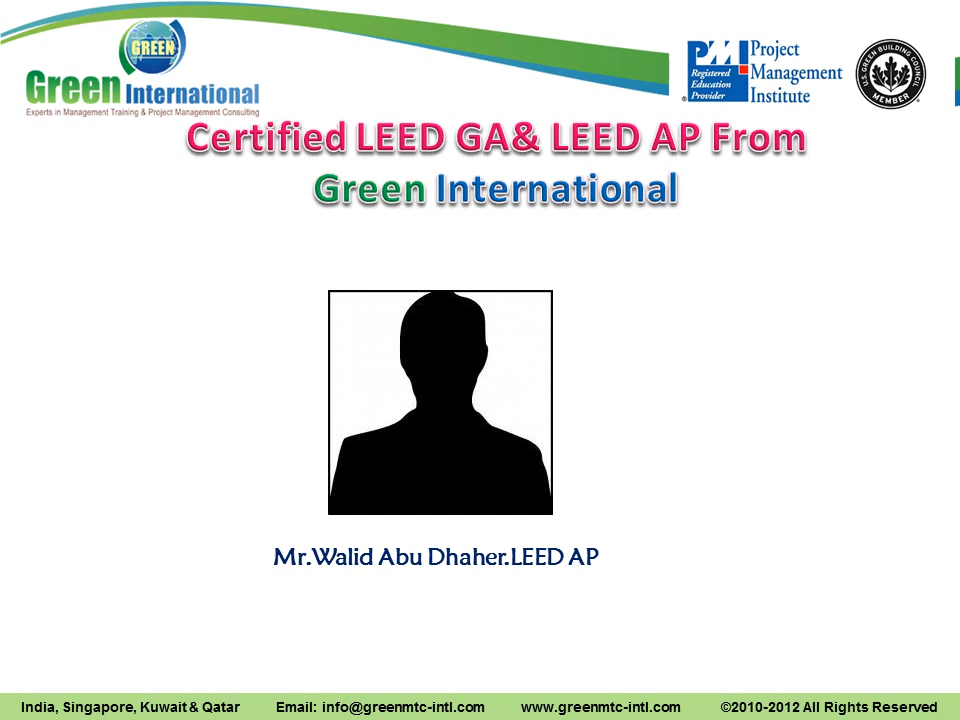 GREEN
Green International
Experts in Management Training & Project Management Consulting
PMI
Registered
Education
Provider
®
Project
Management
Institute
U.S. GREEN BUILDING COUNCIL
MEMBER
Certified LEED GA& LEED AP From
Green International
Mr.Walid Abu Dhaher.LEED AP
India, Singapore, Kuwait & Qatar Email: info@greenmtc-intl.com www.greenmtc-intl.com ©2010-2012 All Rights Reserved